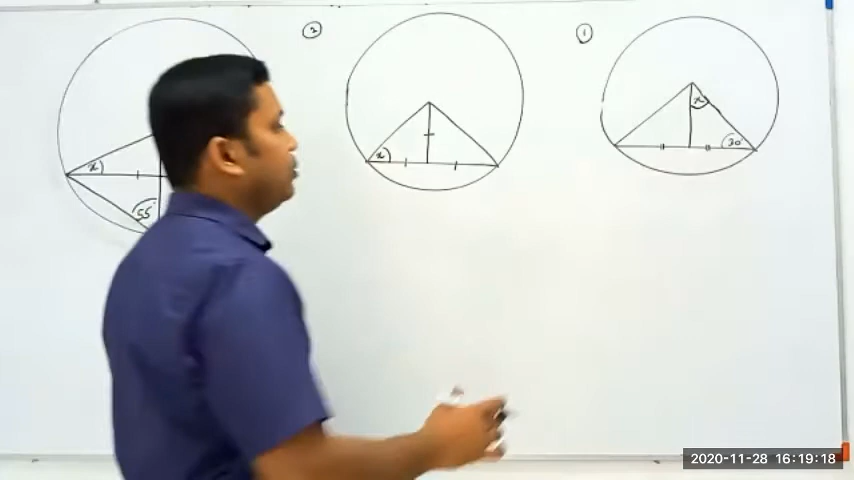 ②
①
x
x
x
30°
55°
2020-11-28 16:19:18